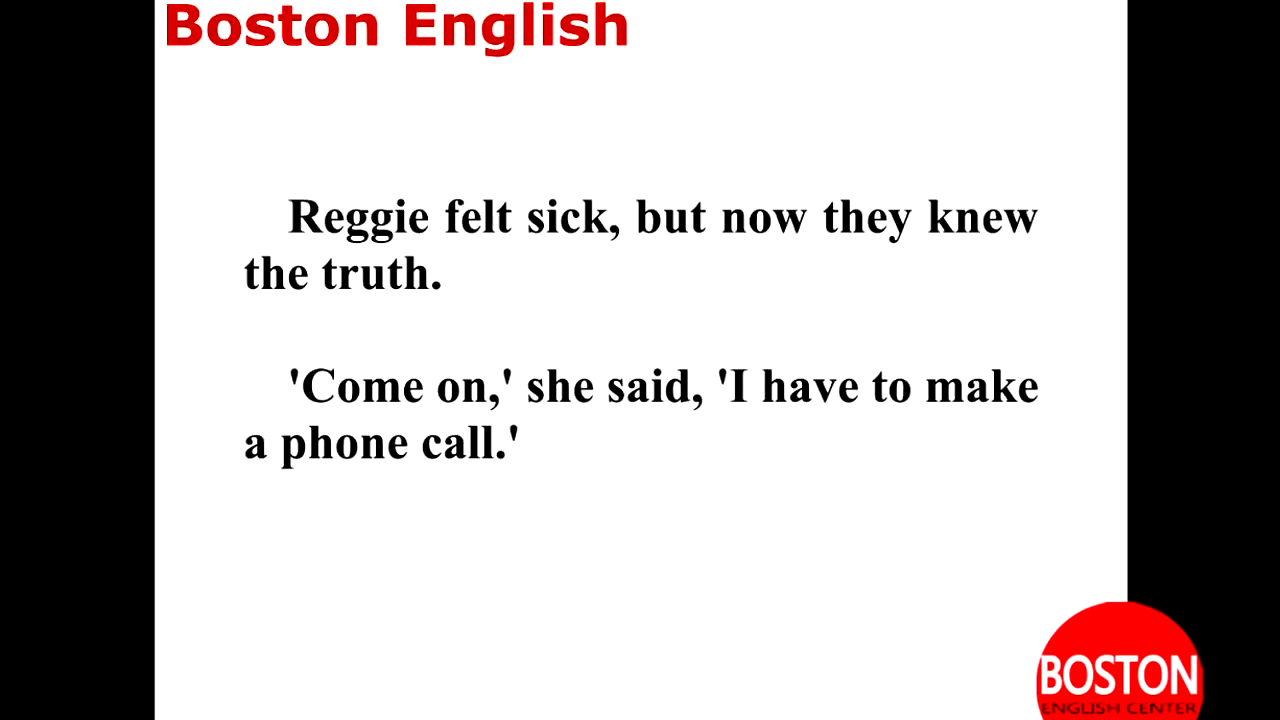 Boston English
Reggie felt sick, but now they knew
the truth.
'Come on,' she said, 'I have to make
a phone call.'
BOSTON
ENGLISH CENTER